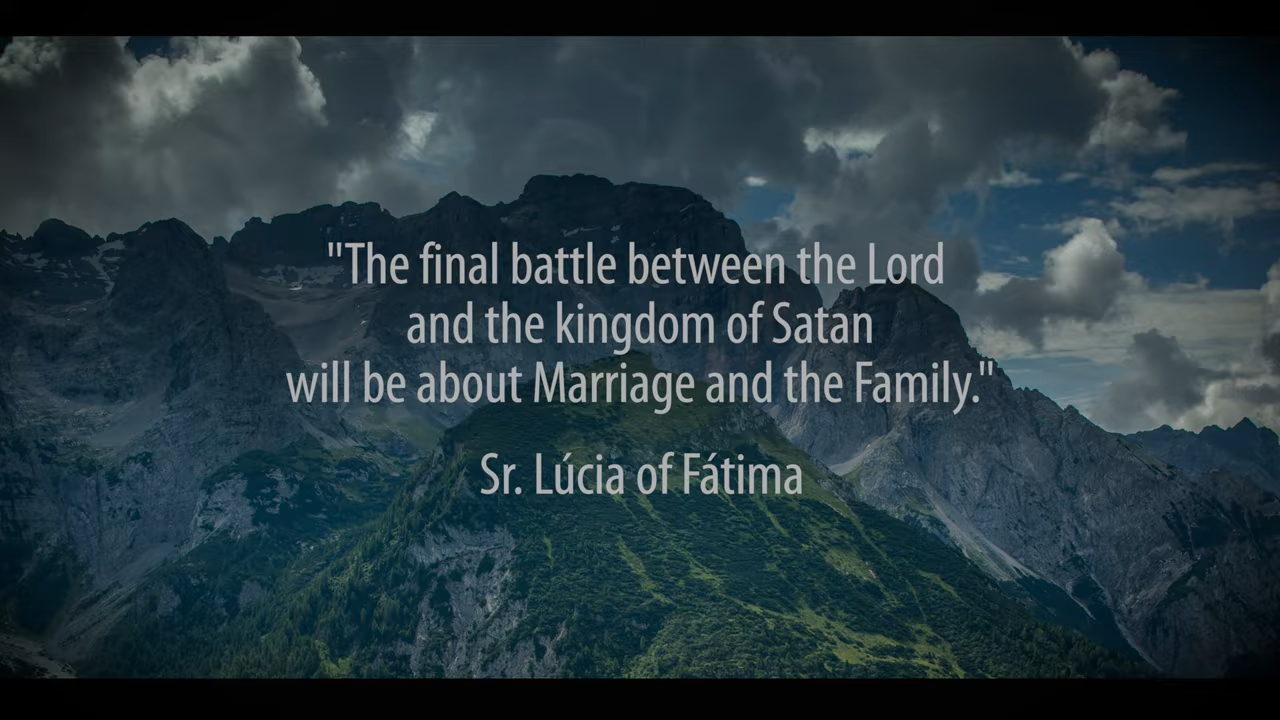 "The final battle between the Lord
and the kingdom of Satan
will be about Marriage and the Family."
Sr. Lúcia of Fátima